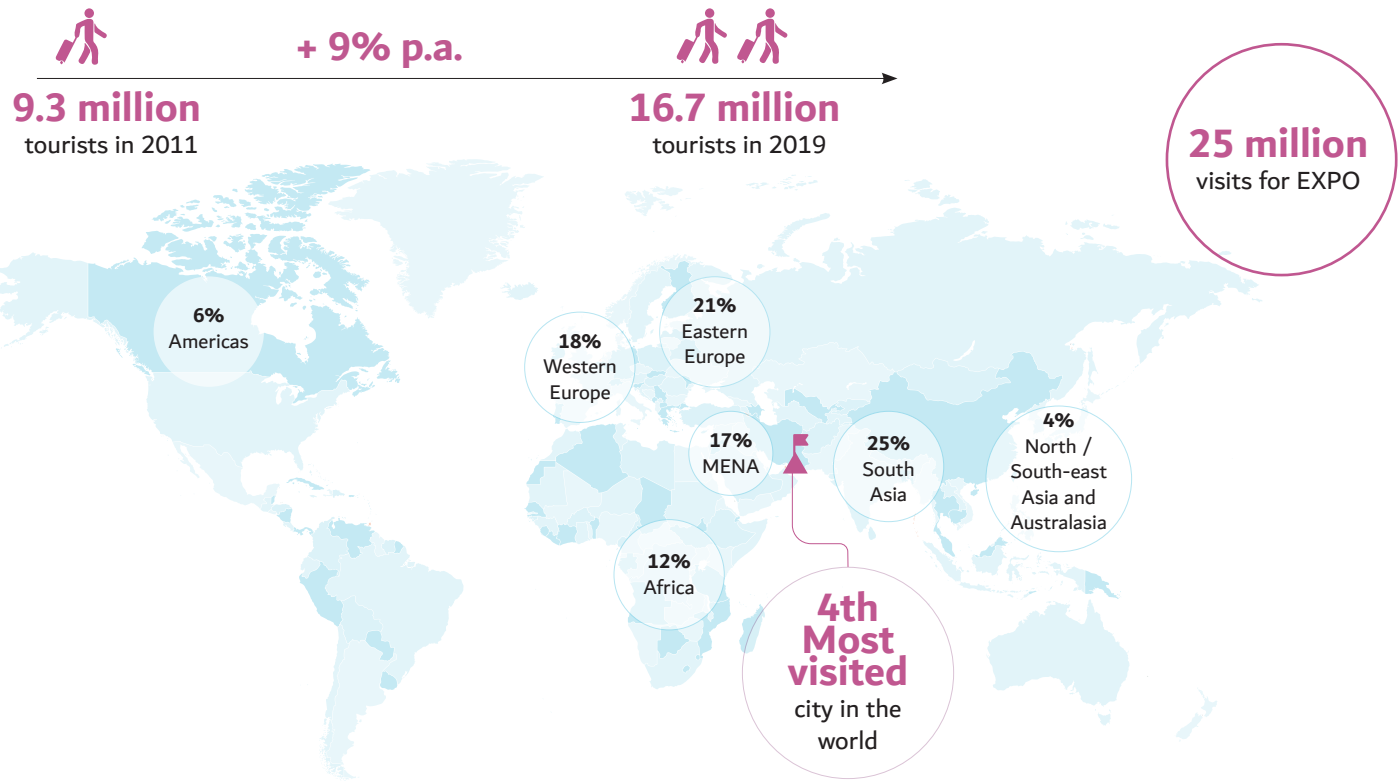 + 9% p.a.
9.3 million
tourists in 2011
16.7 million
tourists in 2019
25 million
visits for EXPO
6%
Americas
18%
Western
Europe
21%
Eastern
Europe
17%
MENA
25%
South
Asia
4%
North /
South-east
Asia and
Australasia
12%
Africa
4th
Most
visited
city in the
world